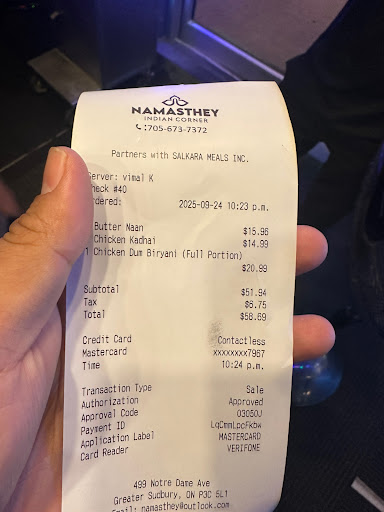 NAMASTHEY
INDIAN CORNER
:705-673-7372
Partners with SALKARA MEALS INC.
Server: vimal K
heck #40
rdered: 2025-09-24 10:23 p.m.
Butter Naan $15.96
Chicken Kadhai $14.99
1 Chicken Dum Biryani (Full Portion)
$20.99
Subtotal $51.94
Tax $6.75
Total $58.69
Credit Card Contactless
Mastercard xxxxxxxx7967
Time 10:24 p.m.
Transaction Type Sale
Authorization Approved
Approval Code 03050J
Payment ID LqCmmLpcFkbw
Application Label MASTERCARD
Card Reader VERIFONE
499 Notre Dame Ave
Greater Sudbury, ON P3C 5L1
Email: namasthey@outlook.com